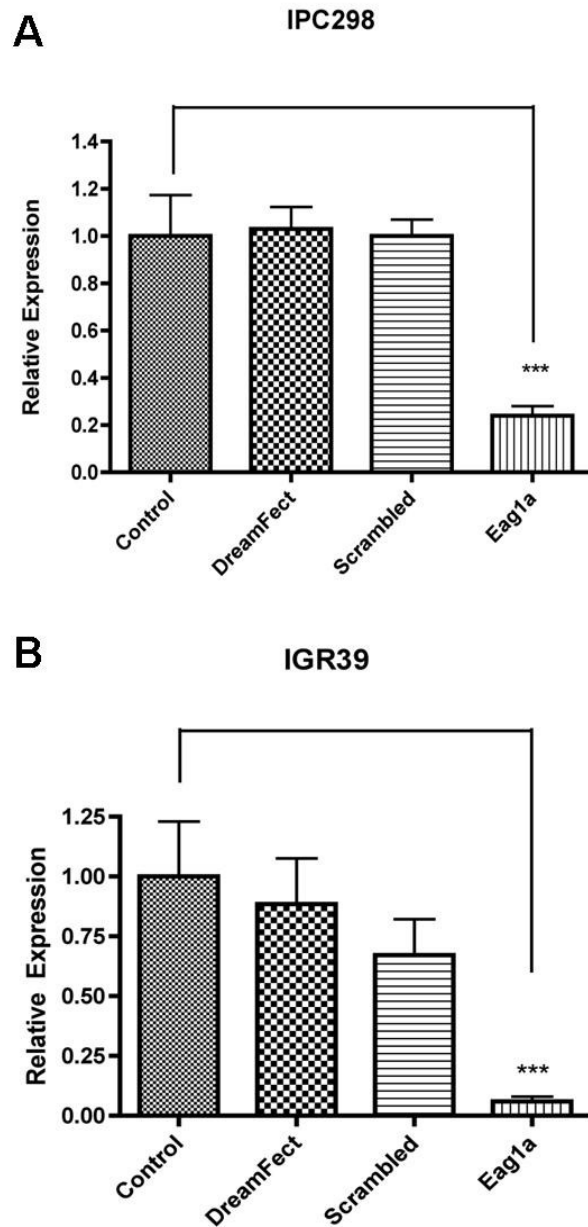 A
IPC298
1.4
1.2
1.0
0.8
0.6
0.4
0.2
0.0
Relative Expression
***
Control
DreamFect
Scrambled
Eag1a
B
IGR39
1.25
1.00
0.75
0.50
0.25
0.00
Relative Expression
***
Control
DreamFect
Scrambled
Eag1a